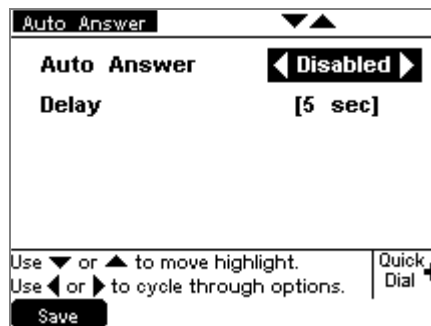 Auto Answer ▼▲
Auto Answer ◀ Disabled ▶
Delay [5 sec]
Use ▼ or ▲ to move highlight.
Use ◀ or ▶ to cycle through options.
Quick
Dial
Save